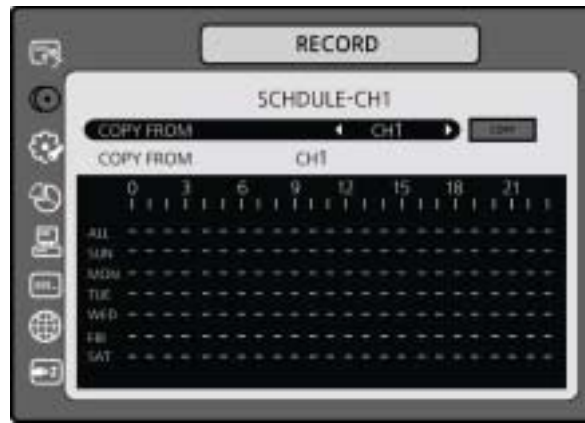 RECORD
SCHDULE-CH1
COPY FROM CH1 COPY
COPY FROM CH1
0 3 6 9 12 15 18 21
ALL
SUN
MON
TUE
WED
FRI
SAT